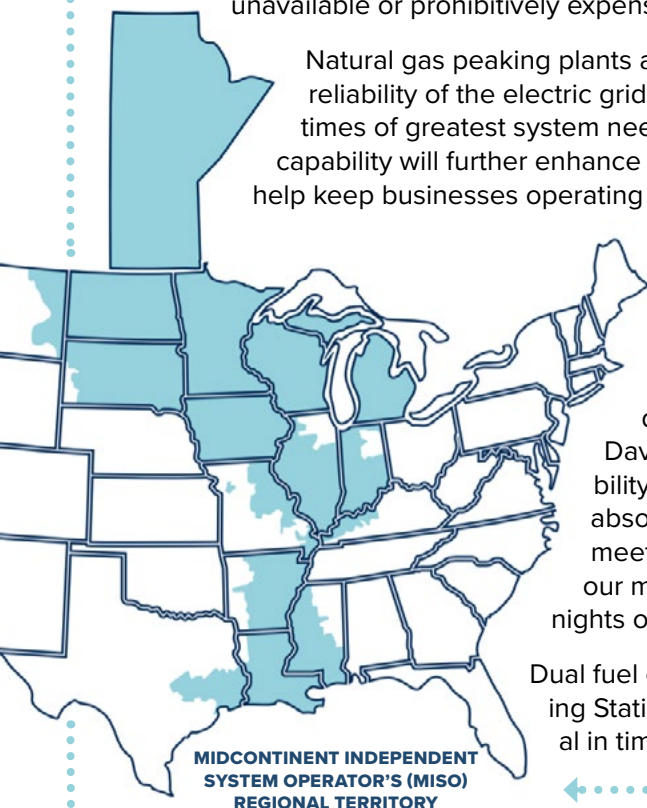 unavailable or prohibitively expens
Natural gas peaking plants a
reliability of the electric grid
times of greatest system nee
capability will further enhance
help keep businesses operating
Dav
bility
abso
meet
our m
nights o
Dual fuel
ing Stati
al in tim
MIDCONTINENT INDEPENDENT
SYSTEM OPERATOR'S (MISO)
REGIONAL TERRITORY